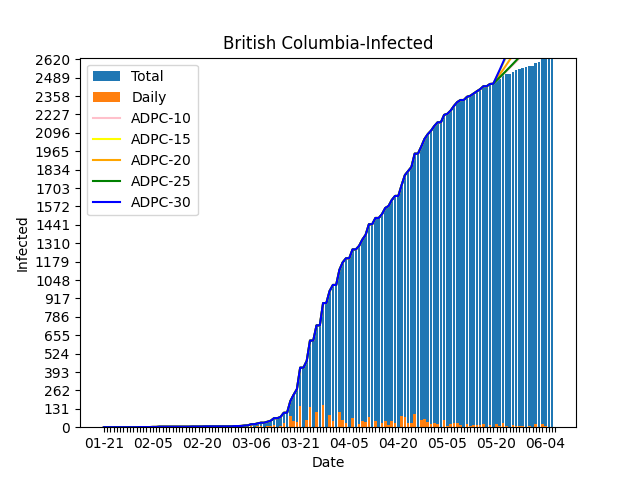 British Columbia-Infected
2620
2489
2358
2227
2096
1965
1834
1703
1572
1441
1310
1179
1048
917
786
655
524
393
262
131
0
Infected
Total
Daily
ADPC-10
ADPC-15
ADPC-20
ADPC-25
ADPC-30
01-21 02-05 02-20 03-06 03-21 04-05 04-20 05-05 05-20 06-04
Date